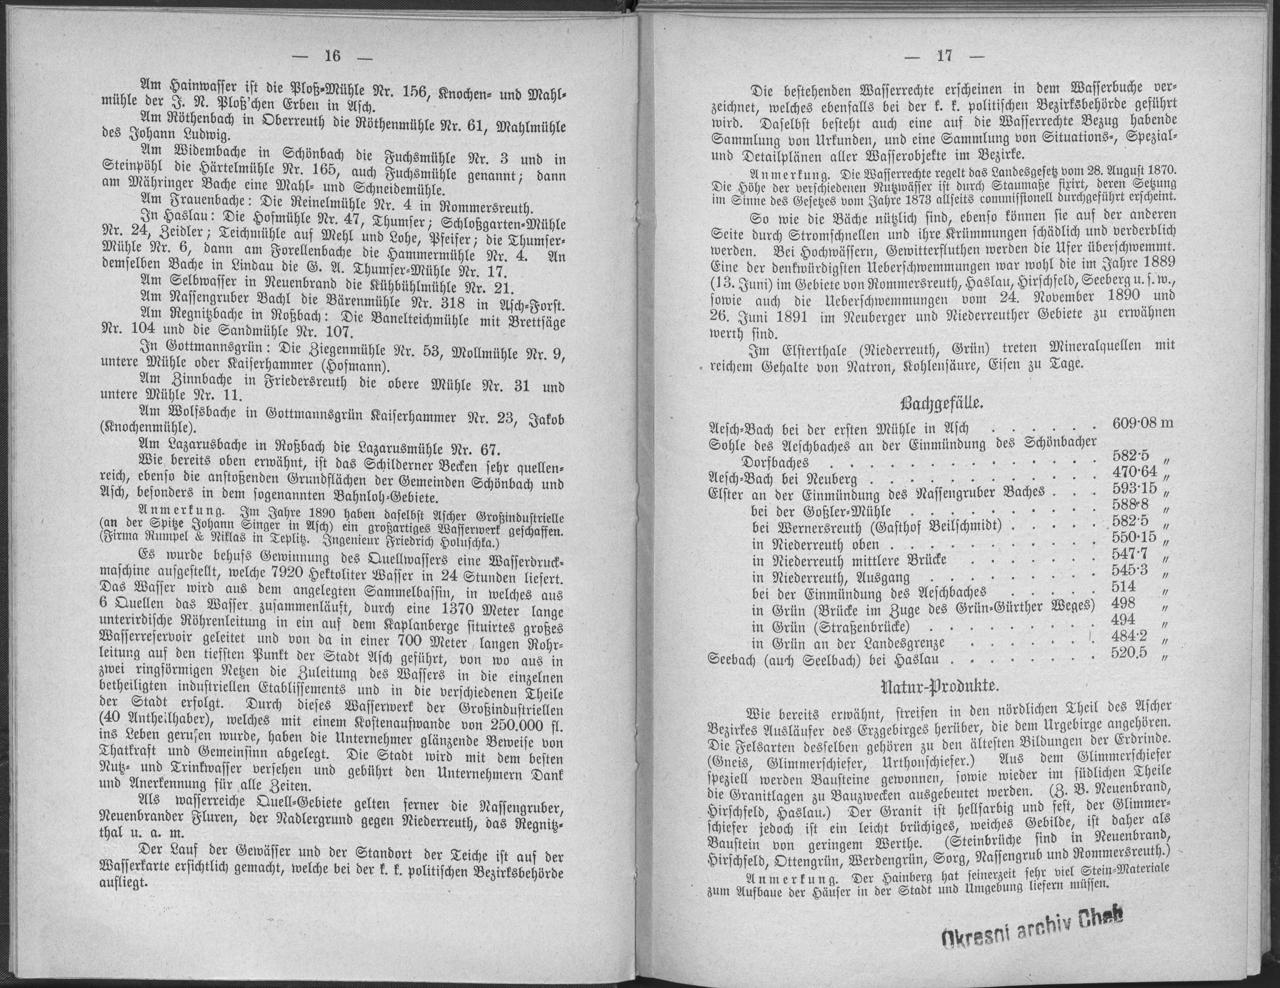 — 16 —
Am Hainwasser ist die Ploß-Mühle Nr. 156, Knochen- und Mahl-
mühle der J. N. Ploß'chen Erben in Asch.
Am Röthenbach in Oberreuth die Röthenmühle Nr. 61, Mahlmühle
des Johann Ludwig.
Am Widembache in Schönbach die Fuchsmühle Nr. 3 und in
Steinpöhl die Härtelmühle Nr. 165, auch Fuchsmühle genannt; dann
am Mähringer Bache eine Mahl- und Schneidemühle.
Am Frauenbache: Die Reinelmühle Nr. 4 in Rommersreuth.
In Haslau: Die Hofmühle Nr. 47, Thumser; Schloßgarten-Mühle
Nr. 24, Zeidler; Teichmühle auf Mehl und Lohe, Pfeifer; die Thumser-
Mühle Nr. 6, dann am Forellenbache die Hammermühle Nr. 4. An
demselben Bache in Lindau die G. A. Thumser-Mühle Nr. 17.
Am Selbwasser in Neuenbrand die Kühbühlmühle Nr. 21.
Am Nassengruber Bachl die Bärenmühle Nr. 318 in Asch-Forst.
Am Regnitzbache in Roßbach: Die Banelteichmühle mit Brettsäge
Nr. 104 und die Sandmühle Nr. 107.
In Gottmannsgrün: Die Ziegenmühle Nr. 53, Mollmühle Nr. 9,
untere Mühle oder Kaiserhammer (Hofmann).
Am Zinnbach in Friedersreuth die obere Mühle Nr. 31 und
untere Mühle Nr. 11.
Am Wolfsbache in Gottmannsgrün Kaiserhammer Nr. 23, Jakob
(Knochenmühle).
Am Lazarusbache in Roßbach die Lazarusmühle Nr. 67.
Wie bereits oben erwähnt, ist das Schilderner Becken sehr quellen-
reich, ebenso die anstoßenden Grundflächen der Gemeinden Schönbach und
Asch, besonders in dem sogenannten Bahnloh-Gebiete.
Anmerkung. Im Jahre 1890 haben daselbst Ascher Großindustrielle
(an der Spitze Johann Singer in Asch) ein großartiges Wasserwerk geschaffen.
(Firma Rumpel & Niklas in Teplitz. Ingenieur Friedrich Holuschka.)
Es wurde behufs Gewinnung des Quellwassers eine Wasserdruck-
maschine aufgestellt, welche 7920 Hektoliter Wasser in 24 Stunden liefert.
Das Wasser wird aus dem angelegten Sammelbassin, in welches aus
6 Quellen das Wasser zusammenläuft, durch eine 1370 Meter lange
unterirdische Röhrenleitung in ein auf dem Kaplanberge situirtes großes
Wasserreservoir geleitet und von da in einer 700 Meter langen Rohr-
leitung auf den tiefsten Punkt der Stadt Asch geführt, von wo aus in
zwei ringförmigen Netzen die Zuleitung des Wassers in die einzelnen
betheiligten industriellen Etablissements und in die verschiedenen Theile
der Stadt erfolgt. Durch dieses Wasserwerk der Großindustriellen
(40 Antheilhaber), welches mit einem Kostenaufwande von 250.000 fl.
ins Leben gerufen wurde, haben die Unternehmer glänzende Beweise von
Thatkraft und Gemeinsinn abgelegt. Die Stadt wird mit dem besten
Nutz- und Trinkwasser versehen und gebührt den Unternehmern Dank
und Anerkennung für alle Zeiten.
Als wasserreiche Quell-Gebiete gelten ferner die Nassengruber,
Neuenbrander Fluren, der Nadlergrund gegen Niederreuth, das Regnitz-
thal u. a. m.
Der Lauf der Gewässer und der Standort der Teiche ist auf der
Wasserkarte ersichtlich gemacht, welche bei der k. k. politischen Bezirksbehörde
aufliegt.
— 17 —
Die bestehenden Wasserrechte erscheinen in dem Wasserbuche ver-
zeichnet, welches ebenfalls bei der k. k. politischen Bezirksbehörde geführt
wird. Daselbst besteht auch eine auf die Wasserrechte Bezug habende
Sammlung von Urkunden, und eine Sammlung von Situations-, Spezial-
und Detailplänen aller Wasserobjekte im Bezirke.
Anmerkung. Die Wasserrechte regelt das Landesgesetz vom 28. August 1870.
Die Höhe der verschiedenen Nutzwässer ist durch Staumaße fixirt, deren Setzung
im Sinne des Gesetzes vom Jahre 1873 allseits commissionell durchgeführt erscheint.
So wie die Bäche nützlich sind, ebenso können sie auf der anderen
Seite durch Stromschnellen und ihre Krümmungen schädlich und verderblich
werden. Bei Hochwässern, Gewitterfluthen werden die Ufer überschwemmt.
Eine der denkwürdigsten Ueberschwemmungen war wohl die im Jahre 1889
(13. Juni) im Gebiete von Rommersreuth, Haslau, Hirschfeld, Seeberg u. s. w.,
sowie auch die Ueberschwemmungen vom 24. November 1890 und
26. Juni 1891 im Neuberger und Niederreuther Gebiete zu erwähnen
werth sind.
Im Elsterthale (Niederreuth, Grün) treten Mineralquellen mit
reichem Gehalte von Natron, Kohlensäure, Eisen zu Tage.
Bachgefälle.
Aesch-Bach bei der ersten Mühle in Asch . . . . . . 609·08 m
Sohle des Aeschbaches an der Einmündung des Schönbacher
Dorfbaches . . . . . . . . . . . . . . 582·5 „
Aesch-Bach bei Neuberg . . . . . . . . . . . . 470·64 „
Elster an der Einmündung des Nassengruber Baches . . . 593·15 „
bei der Goßler-Mühle . . . . . . . . . . . 588·8 „
bei Wernersreuth (Gasthof Beilschmidt) . . . . . 582·5 „
in Niederreuth oben . . . . . . . . . . . 550·15 „
in Niederreuth mittlere Brücke . . . . . . . . 547·7 „
in Niederreuth, Ausgang . . . . . . . . . 545·3 „
bei der Einmündung des Aeschbaches . . . . . 514 „
in Grün (Brücke im Zuge des Grün-Gürther Weges) 498 „
in Grün (Straßenbrücke) . . . . . . . . . . 494 „
in Grün an der Landesgrenze . . . . . . . 484·2 „
Seebach (auch Seelbach) bei Haslau . . . . . . . . 520,5 „
Natur-Produkte.
Wie bereits erwähnt, streifen in den nördlichen Theil des Ascher
Bezirkes Ausläufer des Erzgebirges herüber, die dem Urgebirge angehören.
Die Felsarten desselben gehören zu den ältesten Bildungen der Erdrinde.
(Gneis, Glimmerschiefer, Urthonschiefer.) Aus dem Glimmerschiefer
speziell werden Bausteine gewonnen, sowie wieder im südlichen Theile
die Granitlagen zu Bauzwecken ausgebeutet werden. (Z. B. Neuenbrand,
Hirschfeld, Haslau.) Der Granit ist hellfarbig und fest, der Glimmer-
schiefer jedoch ist ein leicht brüchiges, weiches Gebilde, ist daher als
Baustein von geringem Werthe. (Steinbrüche sind in Neuenbrand,
Hirschfeld, Ottengrün, Werdengrün, Sorg, Nassengrub und Rommersreuth.)
Anmerkung. Der Hainberg hat seinerzeit sehr viel Stein-Materiale
zum Aufbaue der Häuser in der Stadt und Umgebung liefern müssen.
Okresní archiv Cheb